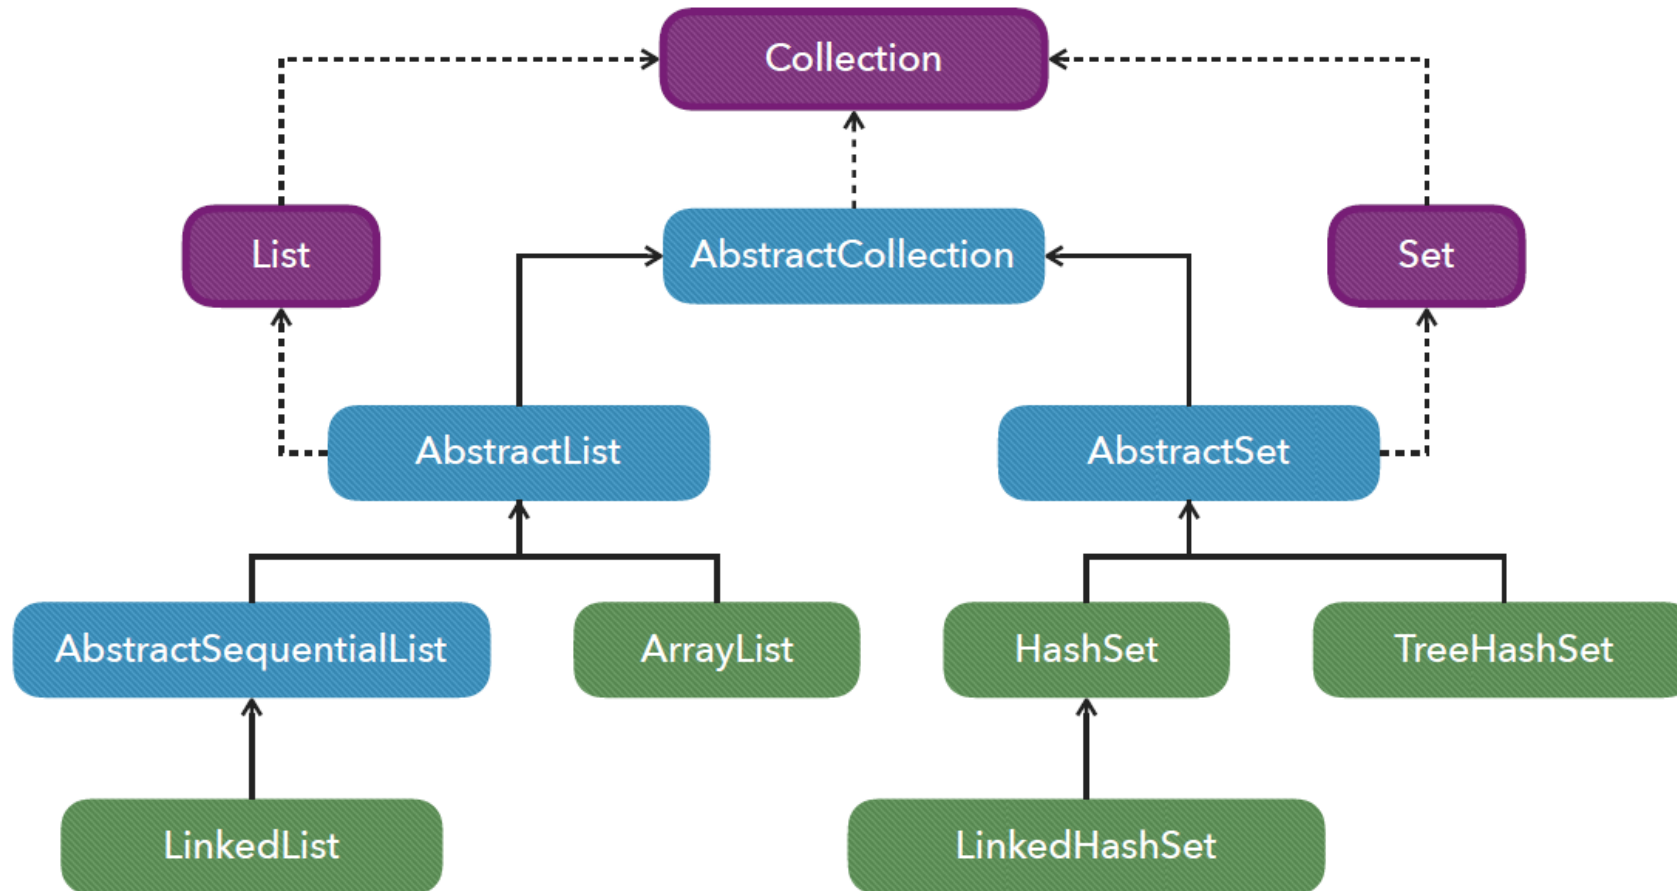 Collection
List
AbstractCollection
Set
AbstractList
AbstractSet
AbstractSequentialList
ArrayList
HashSet
TreeHashSet
LinkedList
LinkedHashSet